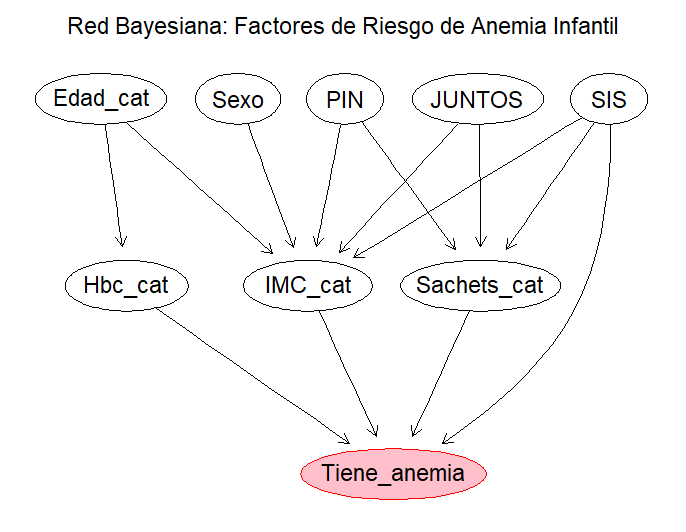 Red Bayesiana: Factores de Riesgo de Anemia Infantil
Edad_cat Sexo PIN JUNTOS SIS
Hbc_cat IMC_cat Sachets_cat
Tiene_anemia